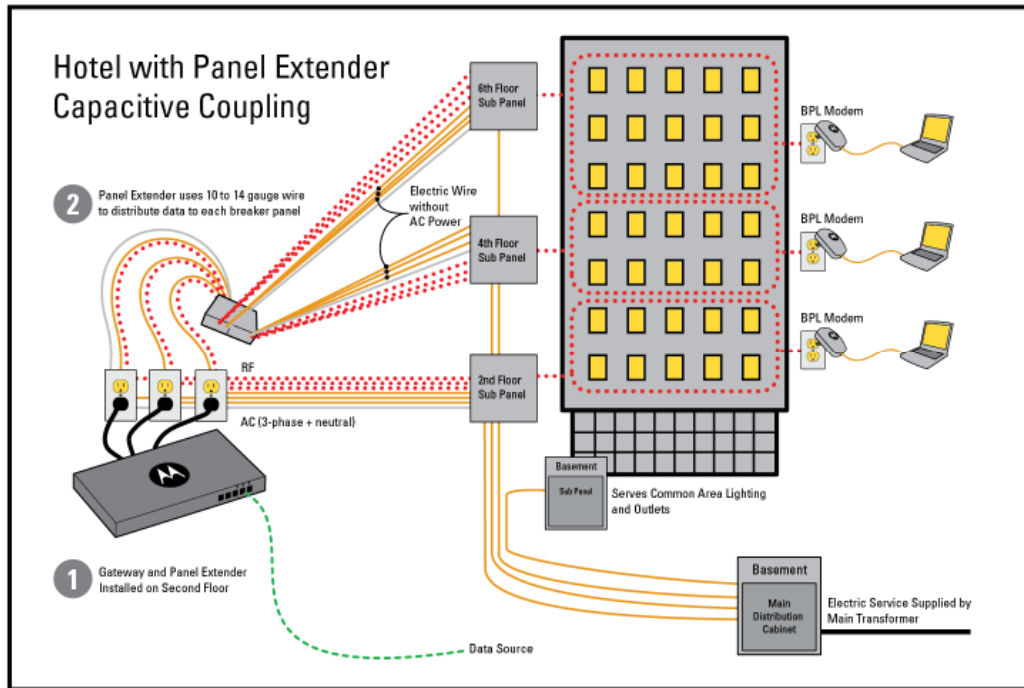 Hotel with Panel Extender
Capacitive Coupling
2
Panel Extender uses 10 to 14 gauge wire
to distribute data to each breaker panel
6th Floor
Sub Panel
Electric Wire
without
AC Power
4th Floor
Sub Panel
2nd Floor
Sub Panel
RF
AC (3-phase + neutral)
BPL Modem
BPL Modem
BPL Modem
Basement
Sub Panel
Serves Common Area Lighting
and Outlets
1
Gateway and Panel Extender
Installed on Second Floor
Data Source
Basement
Main
Distribution
Cabinet
Electric Service Supplied by
Main Transformer